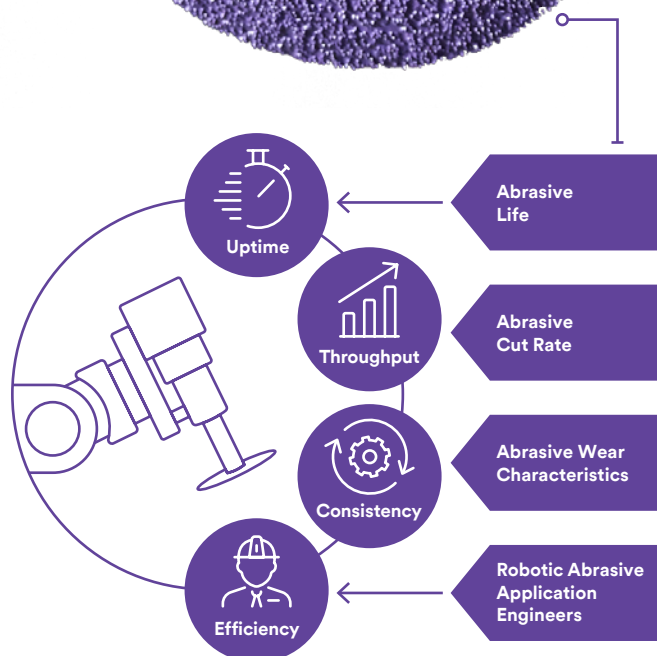 Uptime
Abrasive
Life
Throughput
Abrasive
Cut Rate
Consistency
Abrasive Wear
Characteristics
Efficiency
Robotic Abrasive
Application
Engineers